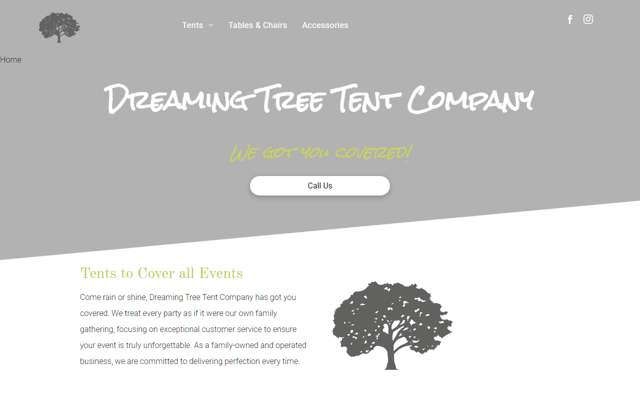 Tents
Tables & Chairs
Accessories
Home
Dreaming Tree Tent Company
We got you covered!
Call Us
Tents to Cover all Events
Come rain or shine, Dreaming Tree Tent Company has got you
covered. We treat every party as if it were our own family
gathering, focusing on exceptional customer service to ensure
your event is truly unforgettable. As a family-owned and operated
business, we are committed to delivering perfection every time.